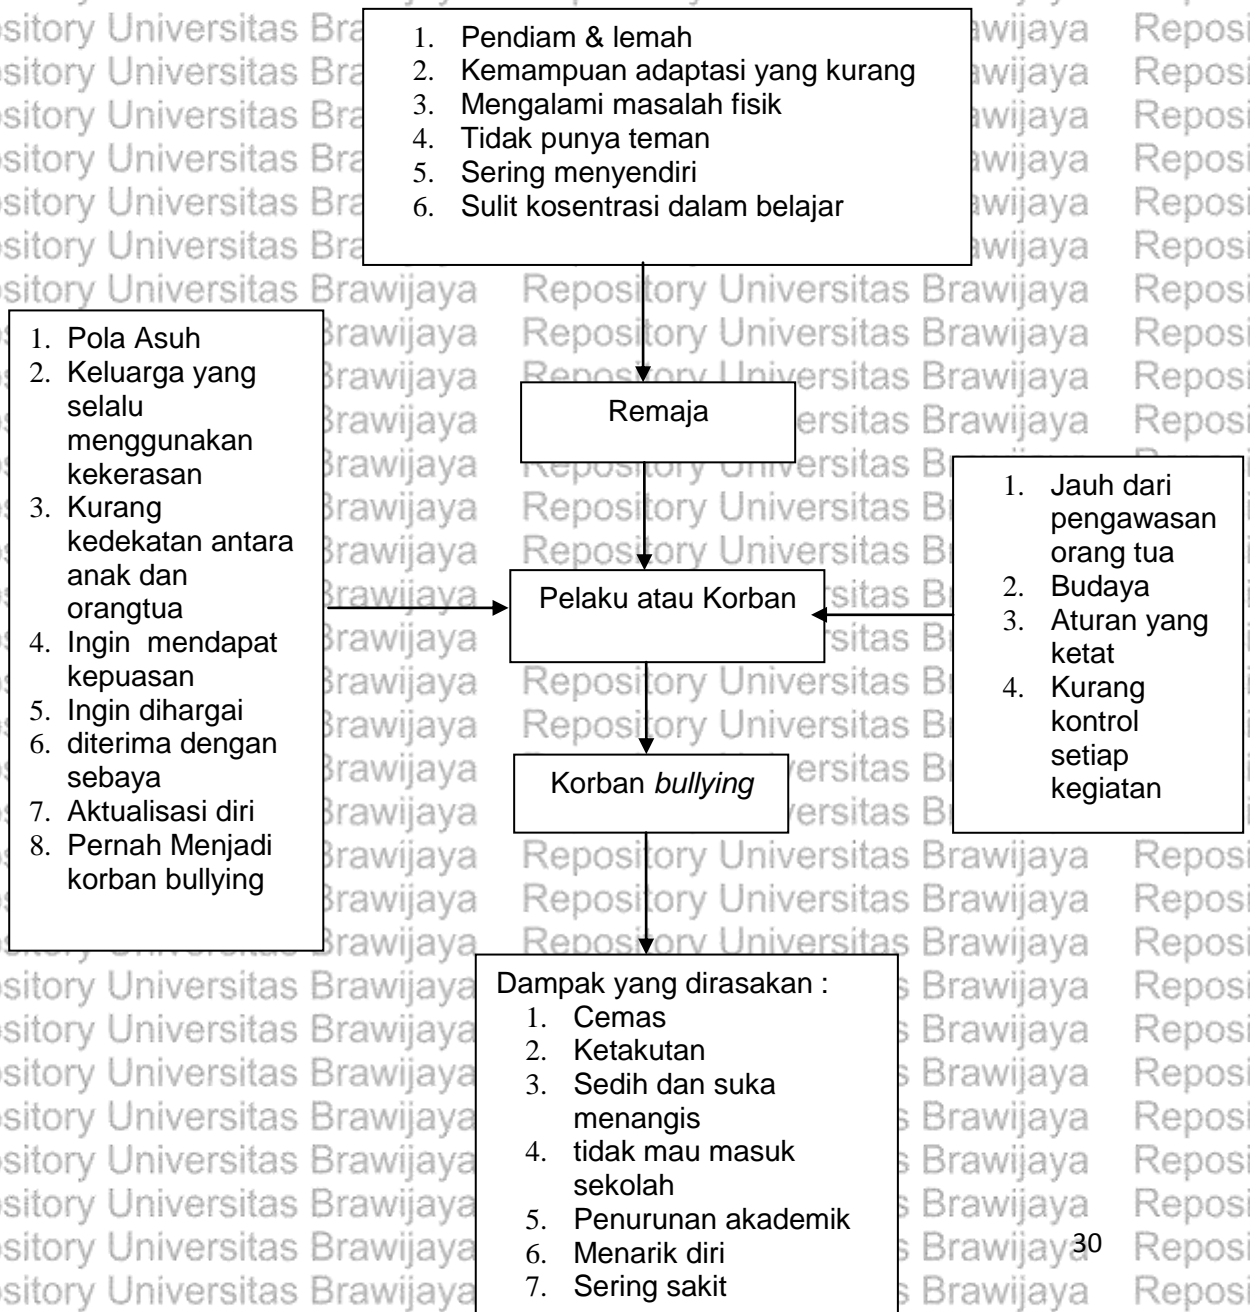 1. Pendiam & lemah
2. Kemampuan adaptasi yang kurang
3. Mengalami masalah fisik
4. Tidak punya teman
5. Sering menyendiri
6. Sulit kosentrasi dalam belajar
1. Pola Asuh
2. Keluarga yang
selalu
menggunakan
kekerasan
3. Kurang
kedekatan antara
anak dan
orangtua
4. Ingin mendapat
kepuasan
5. Ingin dihargai
6. diterima dengan
sebaya
7. Aktualisasi diri
8. Pernah Menjadi
korban bullying
Remaja
Pelaku atau Korban
1. Jauh dari
pengawasan
orang tua
2. Budaya
3. Aturan yang
ketat
4. Kurang
kontrol
setiap
kegiatan
Korban bullying
Dampak yang dirasakan :
1. Cemas
2. Ketakutan
3. Sedih dan suka
menangis
4. tidak mau masuk
sekolah
5. Penurunan akademik
6. Menarik diri
7. Sering sakit
30
Repository Universitas Brawijaya